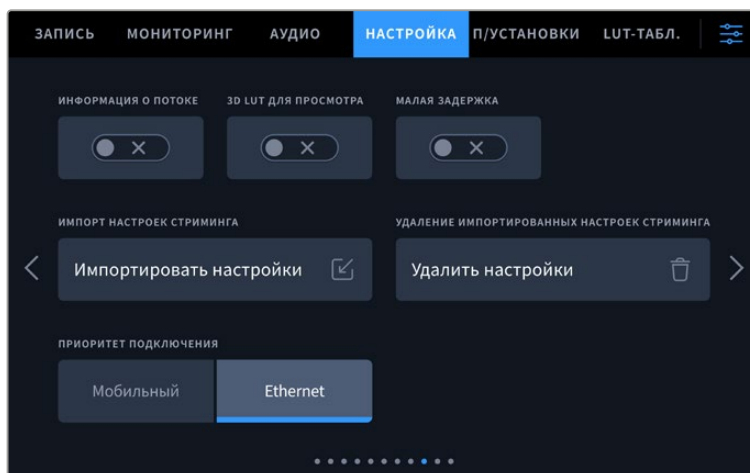 ЗАПИСЬ МОНИТОРИНГ АУДИО НАСТРОЙКА П/УСТАНОВКИ LUT-ТАБЛ.
ИНФОРМАЦИЯ О ПОТОКЕ 3D LUT ДЛЯ ПРОСМОТРА МАЛАЯ ЗАДЕРЖКА
ИМПОРТ НАСТРОЕК СТРИМИНГА УДАЛЕНИЕ ИМПОРТИРОВАННЫХ НАСТРОЕК СТРИМИНГА
Импортировать настройки Удалить настройки
ПРИОРИТЕТ ПОДКЛЮЧЕНИЯ
Мобильный Ethernet